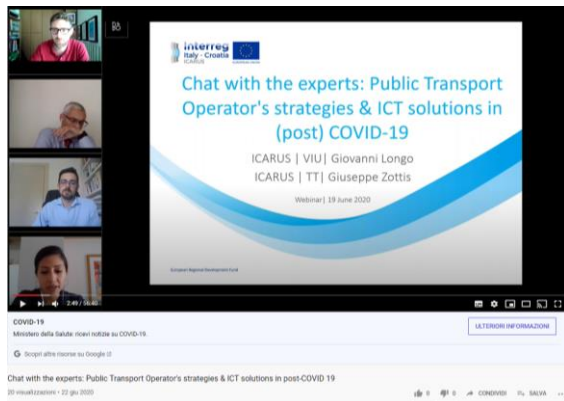 Interreg
Italy - Croatia
ICARUS
EUROPEAN UNION
Chat with the experts: Public Transport
Operator's strategies & ICT solutions in
(post) COVID-19
ICARUS | VIU| Giovanni Longo
ICARUS | TT| Giuseppe Zottis
Webinar| 19 June 2020
European Regional Development Fund
2:49 / 56:40
COVID-19
Ministero della Salute: ricevi notizie su COVID-19.
ULTERIORI INFORMAZIONI
Scopri altre risorse su Google
Chat with the experts: Public Transport Operator's strategies & ICT solutions in post-COVID 19
20 visualizzazioni • 22 giu 2020
0
0
CONDIVIDI
SALVA